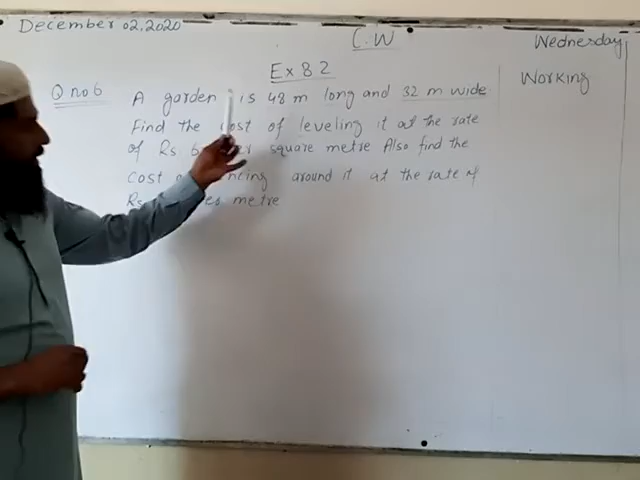 December 02, 2020
C.W
Wednesday
Ex 8 2
Working
Q no 6
A garden is 48 m long and 32 m wide
Find the cost of leveling it at the rate
of Rs 6 square metre Also find the
cost around it at the rate of
Rs metre